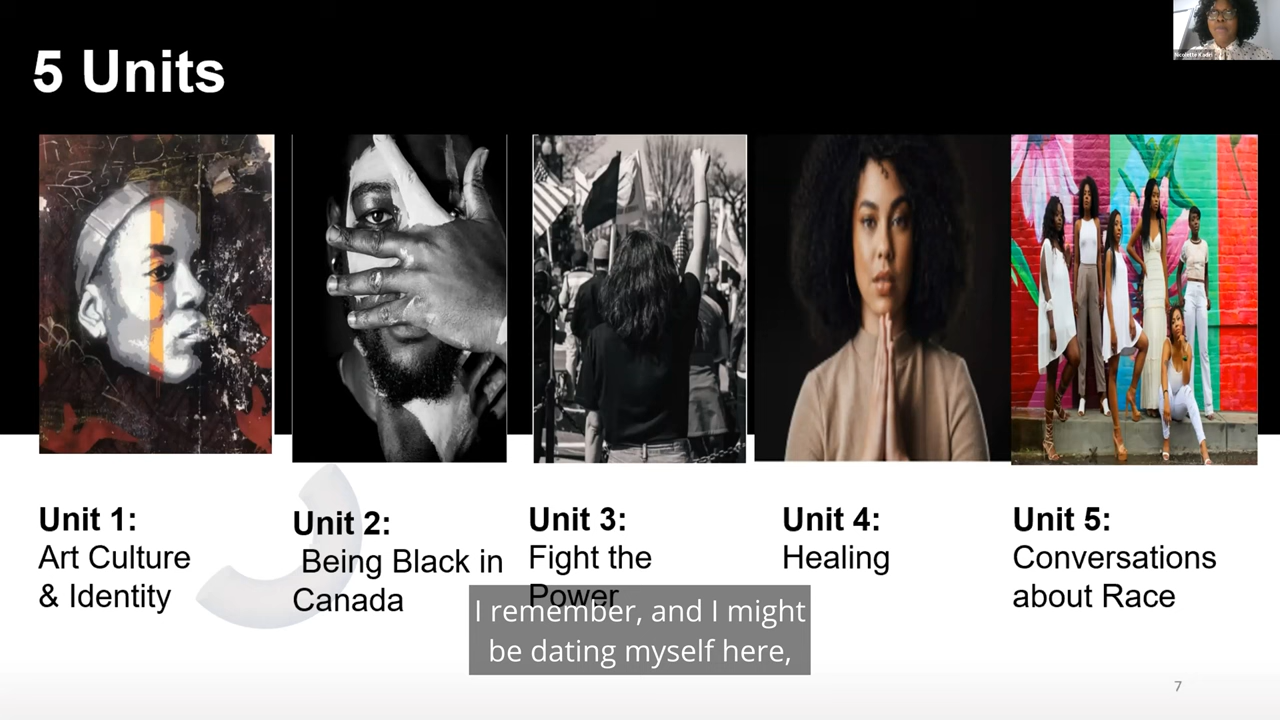 5 Units
Unit 1:
Art Culture
& Identity
Unit 2:
Being Black in
Canada
Unit 3:
Fight the
Power
Unit 4:
Healing
Unit 5:
Conversations
about Race
I remember, and I might
be dating myself here,
7